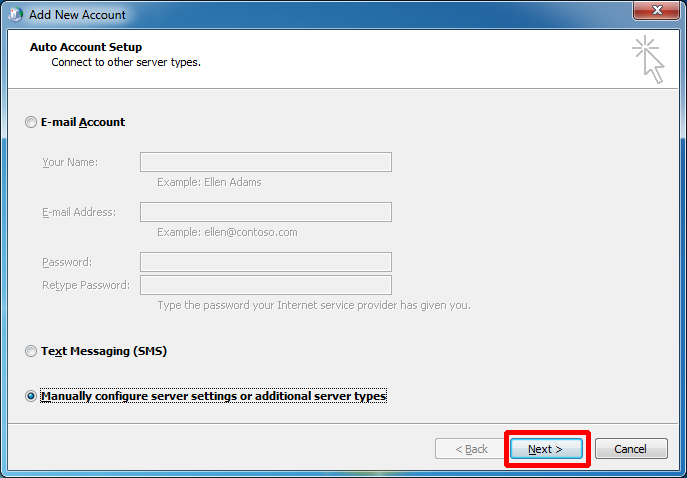 Add New Account
Auto Account Setup
Connect to other server types.
E-mail Account
Your Name:
Example: Ellen Adams
E-mail Address:
Example: ellen@contoso.com
Password:
Retype Password:
Type the password your Internet service provider has given you.
Text Messaging (SMS)
Manually configure server settings or additional server types
< Back Next > Cancel